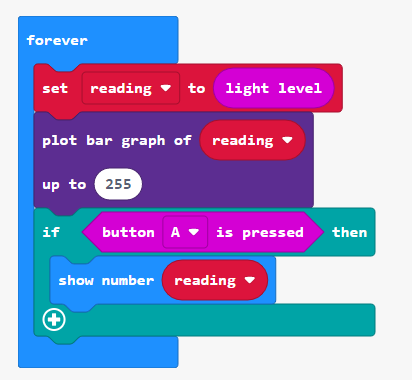 forever
set reading to light level
plot bar graph of reading
up to 255
if button A is pressed then
show number reading